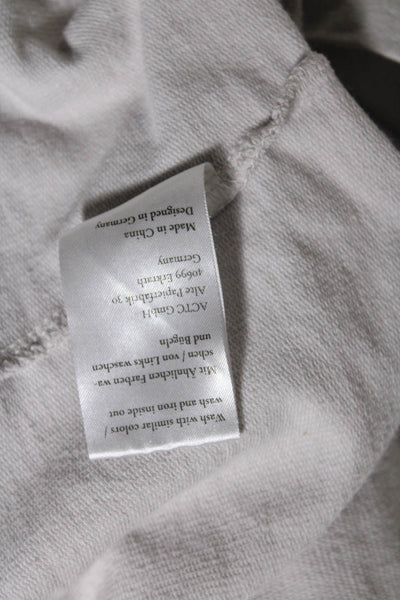 Wash with similar colors /
wash and iron inside out
Mit Ähnlichen Farben wa-
schen / von Links waschen
und Bügeln
ACTC GmbH
Alte Papierfabrik 30
40699 Erkrath
Germany
Made in China
Designed in Germany